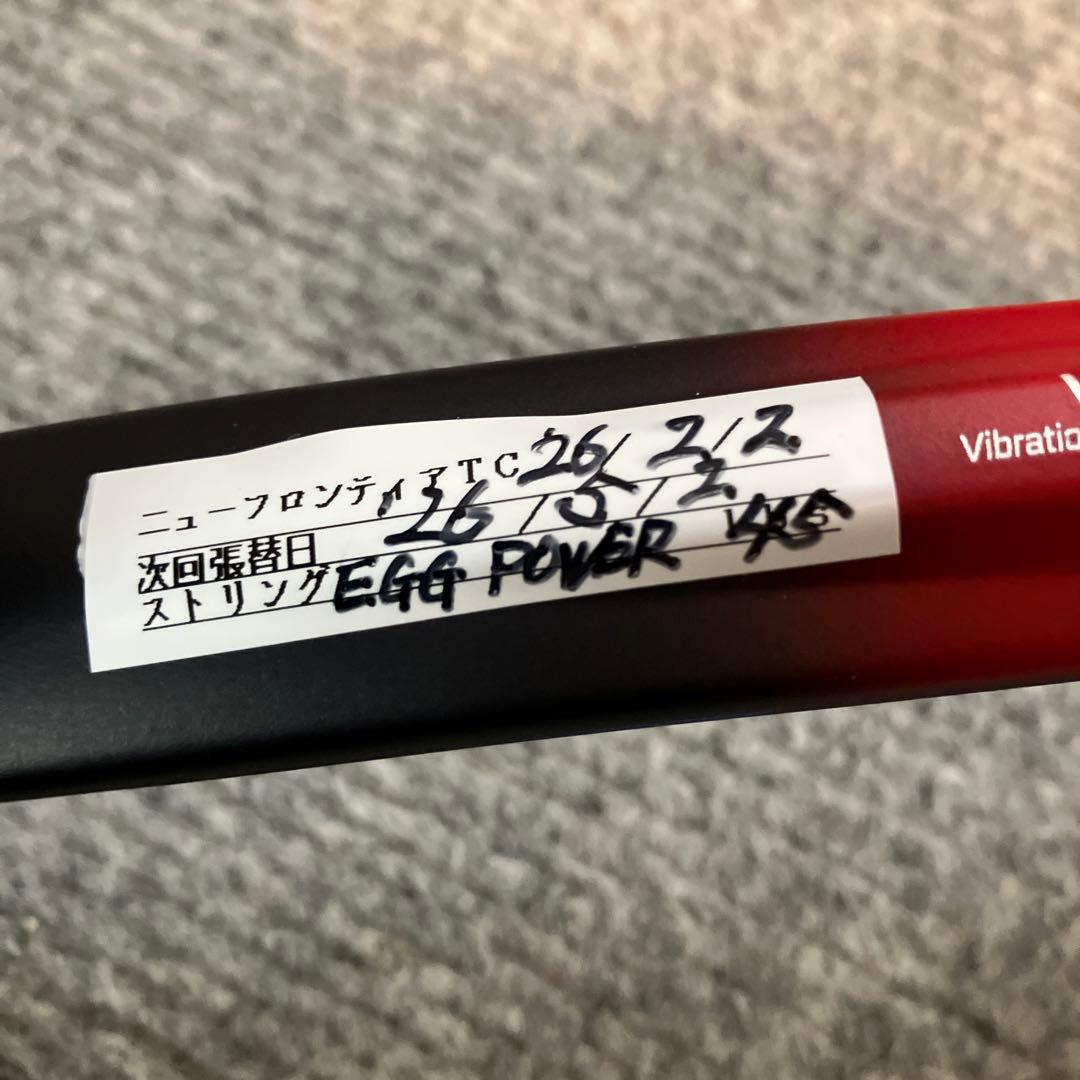 ニューフロンティアTC 26/2/2.
次回張替日 '26/5/2.
ストリング EGG POWER
Vibratio